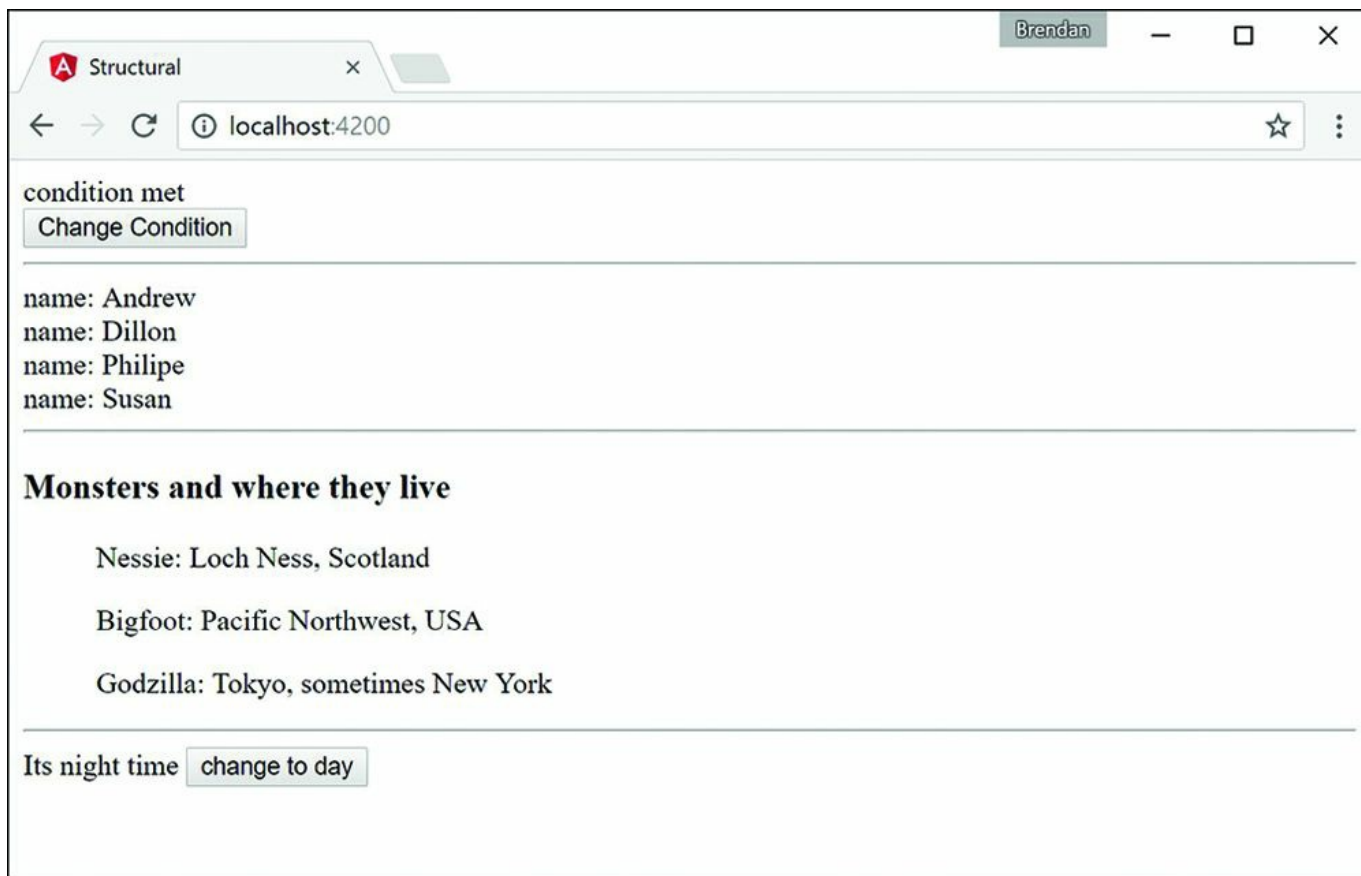 Brendan
Structural
localhost:4200
condition met
Change Condition
name: Andrew
name: Dillon
name: Philipe
name: Susan
Monsters and where they live
Nessie: Loch Ness, Scotland
Bigfoot: Pacific Northwest, USA
Godzilla: Tokyo, sometimes New York
Its night time change to day